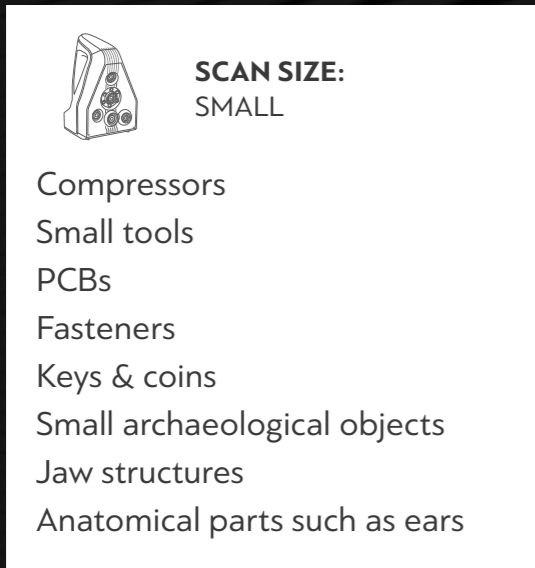 SCAN SIZE:
SMALL
Compressors
Small tools
PCBs
Fasteners
Keys & coins
Small archaeological objects
Jaw structures
Anatomical parts such as ears